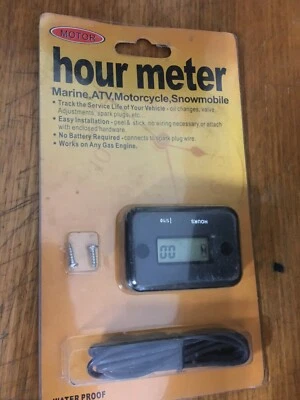 MOTOR
hour meter
Marine,ATV,Motorcycle,Snowmobile
• Track the Service Life of Your Vehicle - oil changes, valve,
Adjustments, spark plugs, etc.
• Easy Installation - peel & stick, no wiring necessary or attach
with enclosed hardware.
• No Battery Required - connects to spark plug wire.
• Works on Any Gas Engine.
HOURS
00
WATER PROOF